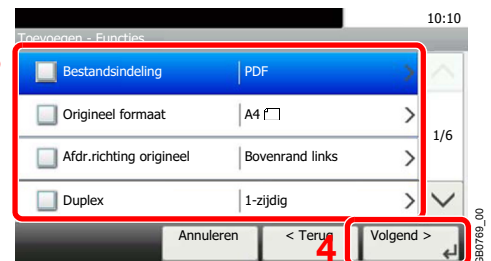 10:10
Toevoegen - Functies
Bestandsindeling PDF
Origineel formaat A4
1/6
Afdr.richting origineel Bovenrand links
Duplex 1-zijdig
Annuleren < Terug Volgend >
4
GB0769_00